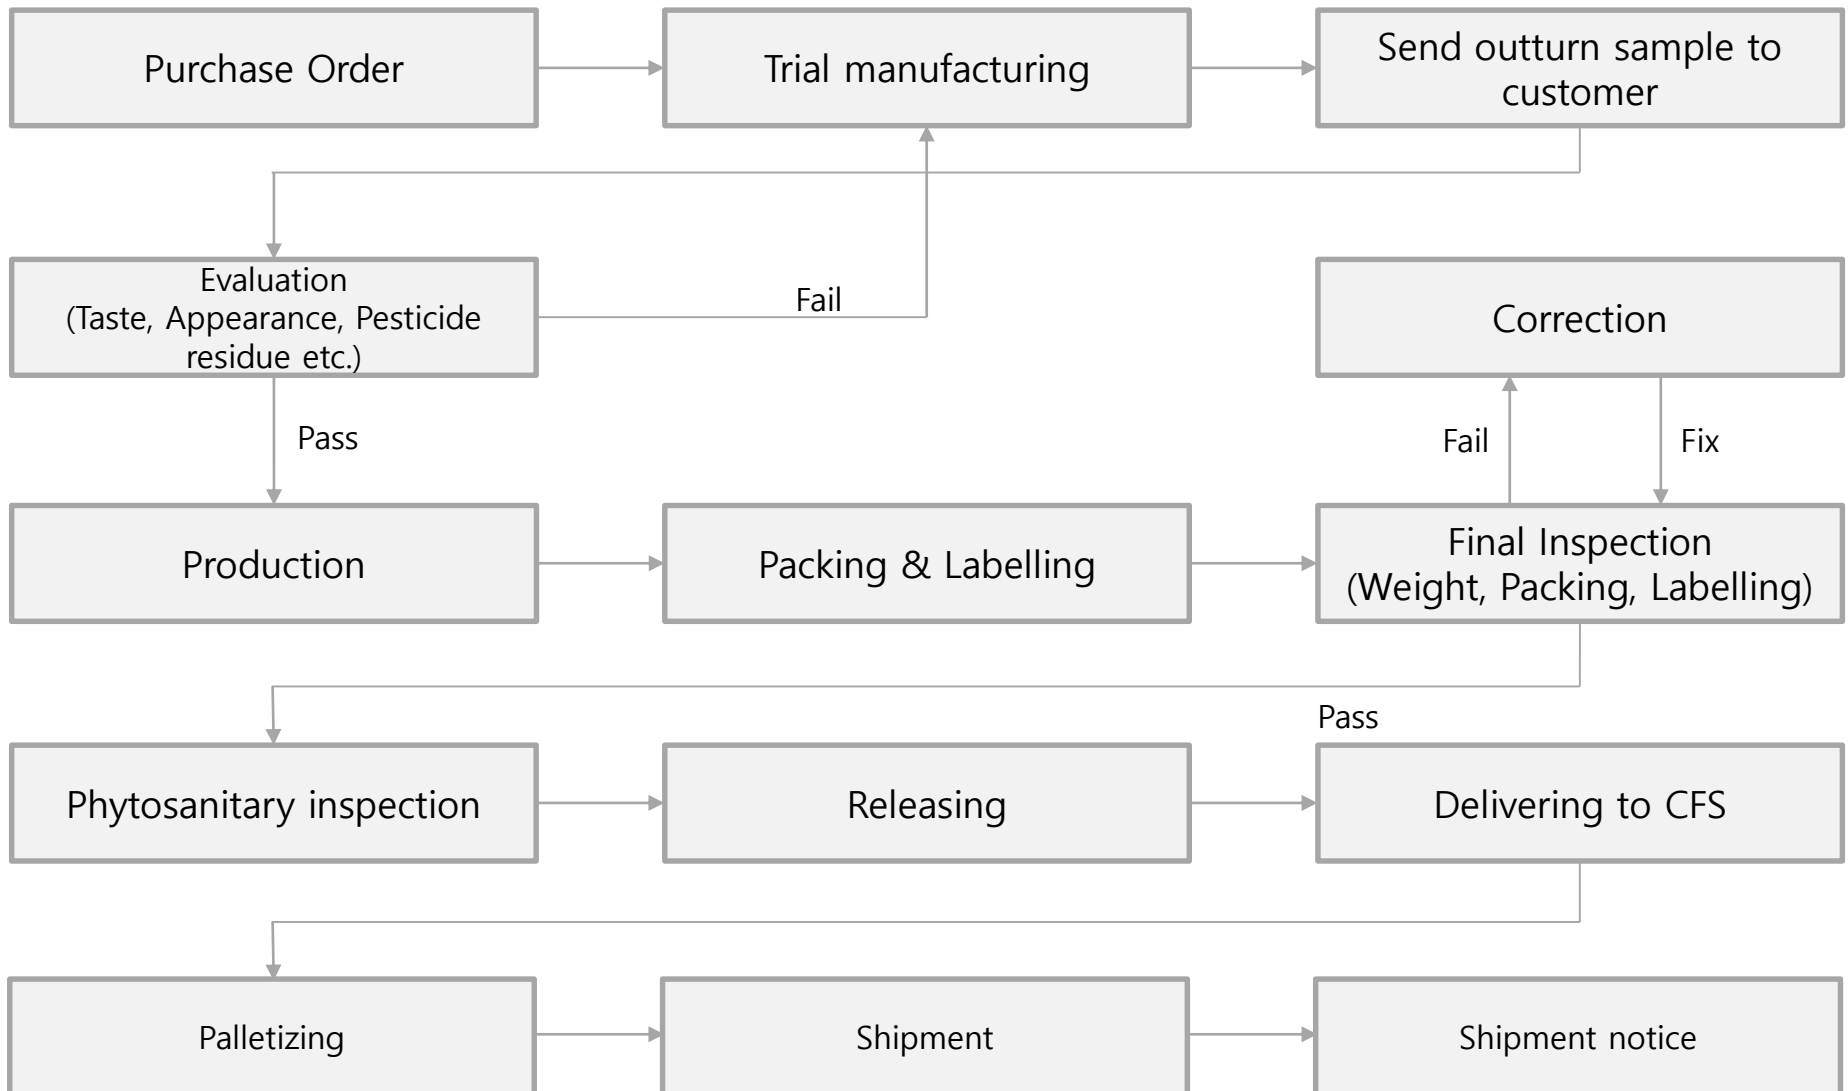 Purchase Order
Trial manufacturing
Send outturn sample to
customer
Evaluation
(Taste, Appearance, Pesticide
residue etc.)
Fail
Correction
Pass
Fail
Fix
Production
Packing & Labelling
Final Inspection
(Weight, Packing, Labelling)
Pass
Phytosanitary inspection
Releasing
Delivering to CFS
Palletizing
Shipment
Shipment notice